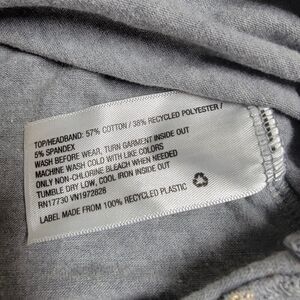 TOP/HEADBAND: 57% COTTON / 38% RECYCLED POLYESTER /
5% SPANDEX
WASH BEFORE WEAR, TURN GARMENT INSIDE OUT
MACHINE WASH COLD WITH LIKE COLORS
ONLY NON-CHLORINE BLEACH WHEN NEEDED
TUMBLE DRY LOW, COOL IRON INSIDE OUT
RN17730 VN1972828
LABEL MADE FROM 100% RECYCLED PLASTIC